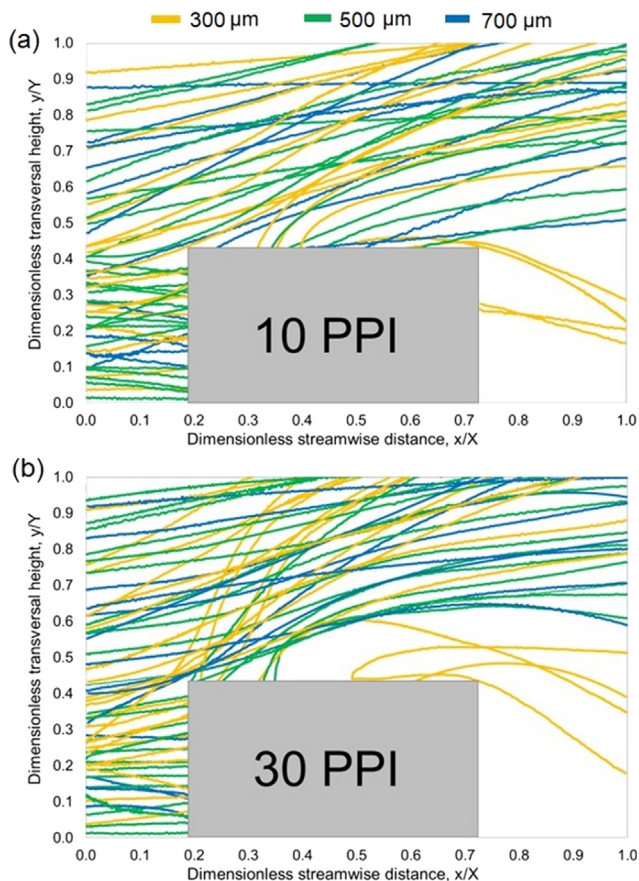 300 µm 500 µm 700 µm
(a)
Dimensionless transversal height, y/Y
1.0
0.9
0.8
0.7
0.6
0.5
0.4
0.3
0.2
0.1
0.0
10 PPI
0.0 0.1 0.2 0.3 0.4 0.5 0.6 0.7 0.8 0.9 1.0
Dimensionless streamwise distance, x/X
(b)
Dimensionless transversal height, y/Y
1.0
0.9
0.8
0.7
0.6
0.5
0.4
0.3
0.2
0.1
0.0
30 PPI
0.0 0.1 0.2 0.3 0.4 0.5 0.6 0.7 0.8 0.9 1.0
Dimensionless streamwise distance, x/X